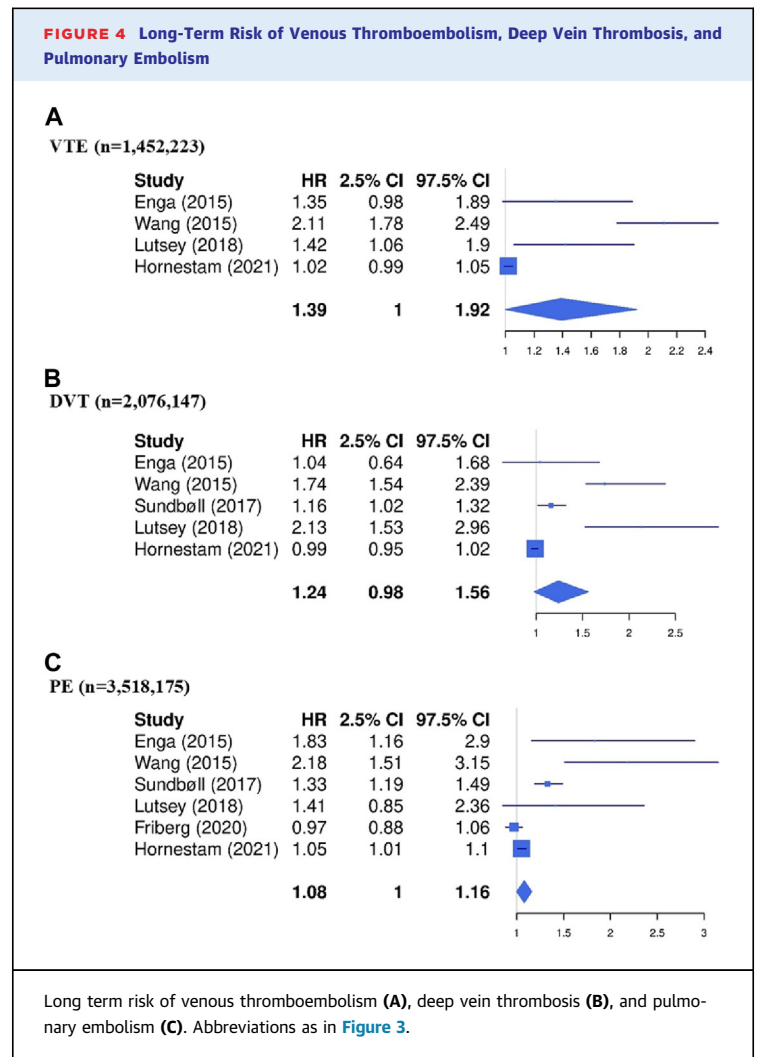 FIGURE 4 Long-Term Risk of Venous Thromboembolism, Deep Vein Thrombosis, and
Pulmonary Embolism
A
VTE (n=1,452,223)
Study HR 2.5% CI 97.5% CI
Enga (2015) 1.35 0.98 1.89
Wang (2015) 2.11 1.78 2.49
Lutsey (2018) 1.42 1.06 1.9
Hornestam (2021) 1.02 0.99 1.05
1.39 1 1.92
1 1.2 1.4 1.6 1.8 2 2.2 2.4
B
DVT (n=2,076,147)
Study HR 2.5% CI 97.5% CI
Enga (2015) 1.04 0.64 1.68
Wang (2015) 1.74 1.54 2.39
Sundbøll (2017) 1.16 1.02 1.32
Lutsey (2018) 2.13 1.53 2.96
Hornestam (2021) 0.99 0.95 1.02
1.24 0.98 1.56
1 1.5 2 2.5
C
PE (n=3,518,175)
Study HR 2.5% CI 97.5% CI
Enga (2015) 1.83 1.16 2.9
Wang (2015) 2.18 1.51 3.15
Sundbøll (2017) 1.33 1.19 1.49
Lutsey (2018) 1.41 0.85 2.36
Friberg (2020) 0.97 0.88 1.06
Hornestam (2021) 1.05 1.01 1.1
1.08 1 1.16
1 1.5 2 2.5 3
Long term risk of venous thromboembolism (A), deep vein thrombosis (B), and pulmo-
nary embolism (C). Abbreviations as in Figure 3.